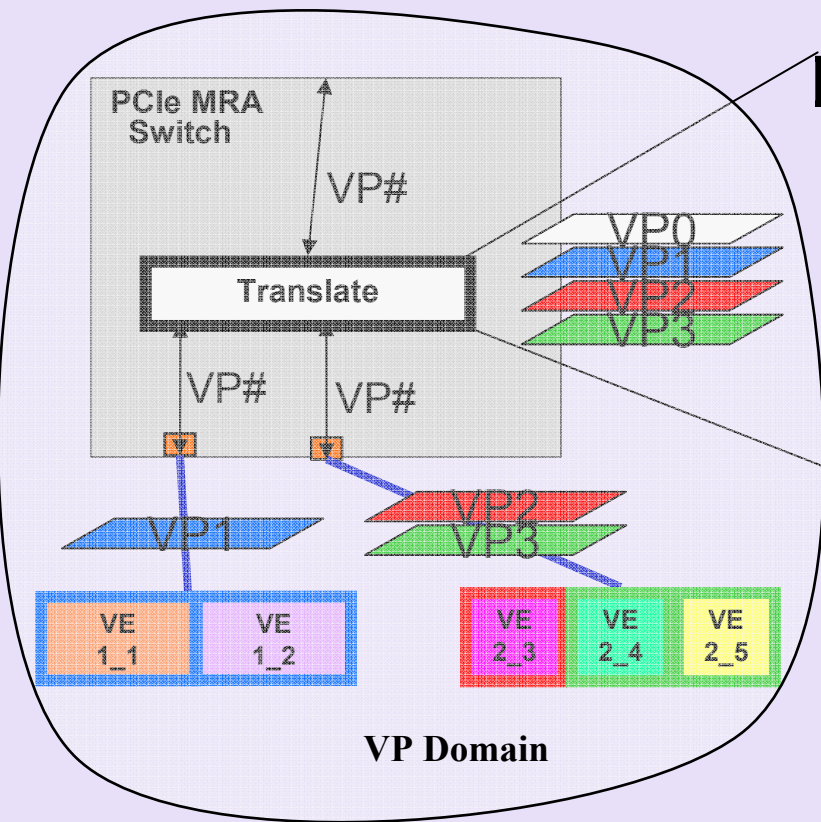 PCIe MRA
Switch
VP#
VP0
VP1
VP2
VP3
Translate
VP#
VP#
VP1
VP2
VP3
VE
1_1
VE
1_2
VE
2_3
VE
2_4
VE
2_5
VP Domain